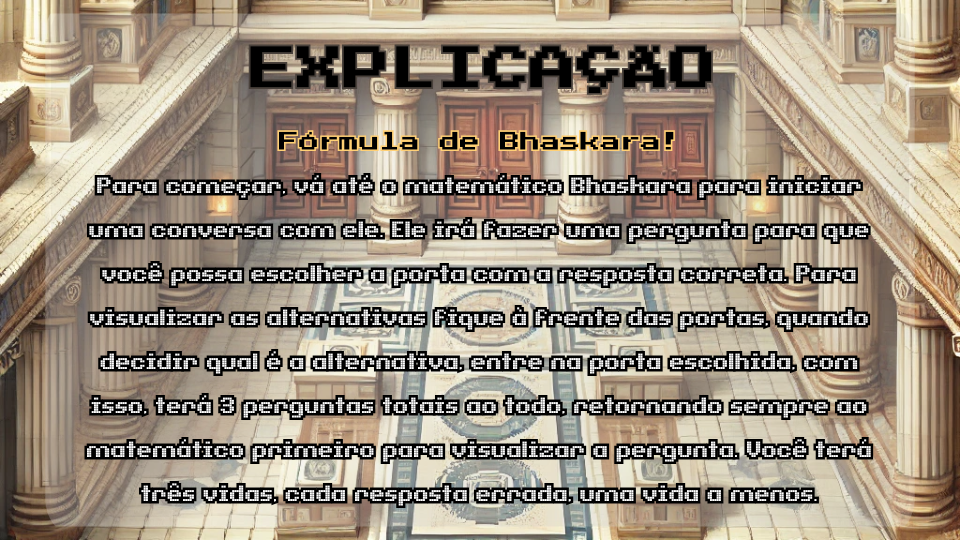 EXPLICAÇÃO
Fórmula de Bhaskara!
Para começar, vá até o matemático Bhaskara para iniciar
uma conversa com ele. Ele irá fazer uma pergunta para que
você possa escolher a porta com a resposta correta. Para
visualizar as alternativas fique à frente das portas, quando
decidir qual é a alternativa, entre na porta escolhida, com
isso, terá 3 perguntas totais ao todo, retornando sempre ao
matemático primeiro para visualizar a pergunta. Você terá
três vidas, cada resposta errada, uma vida a menos.